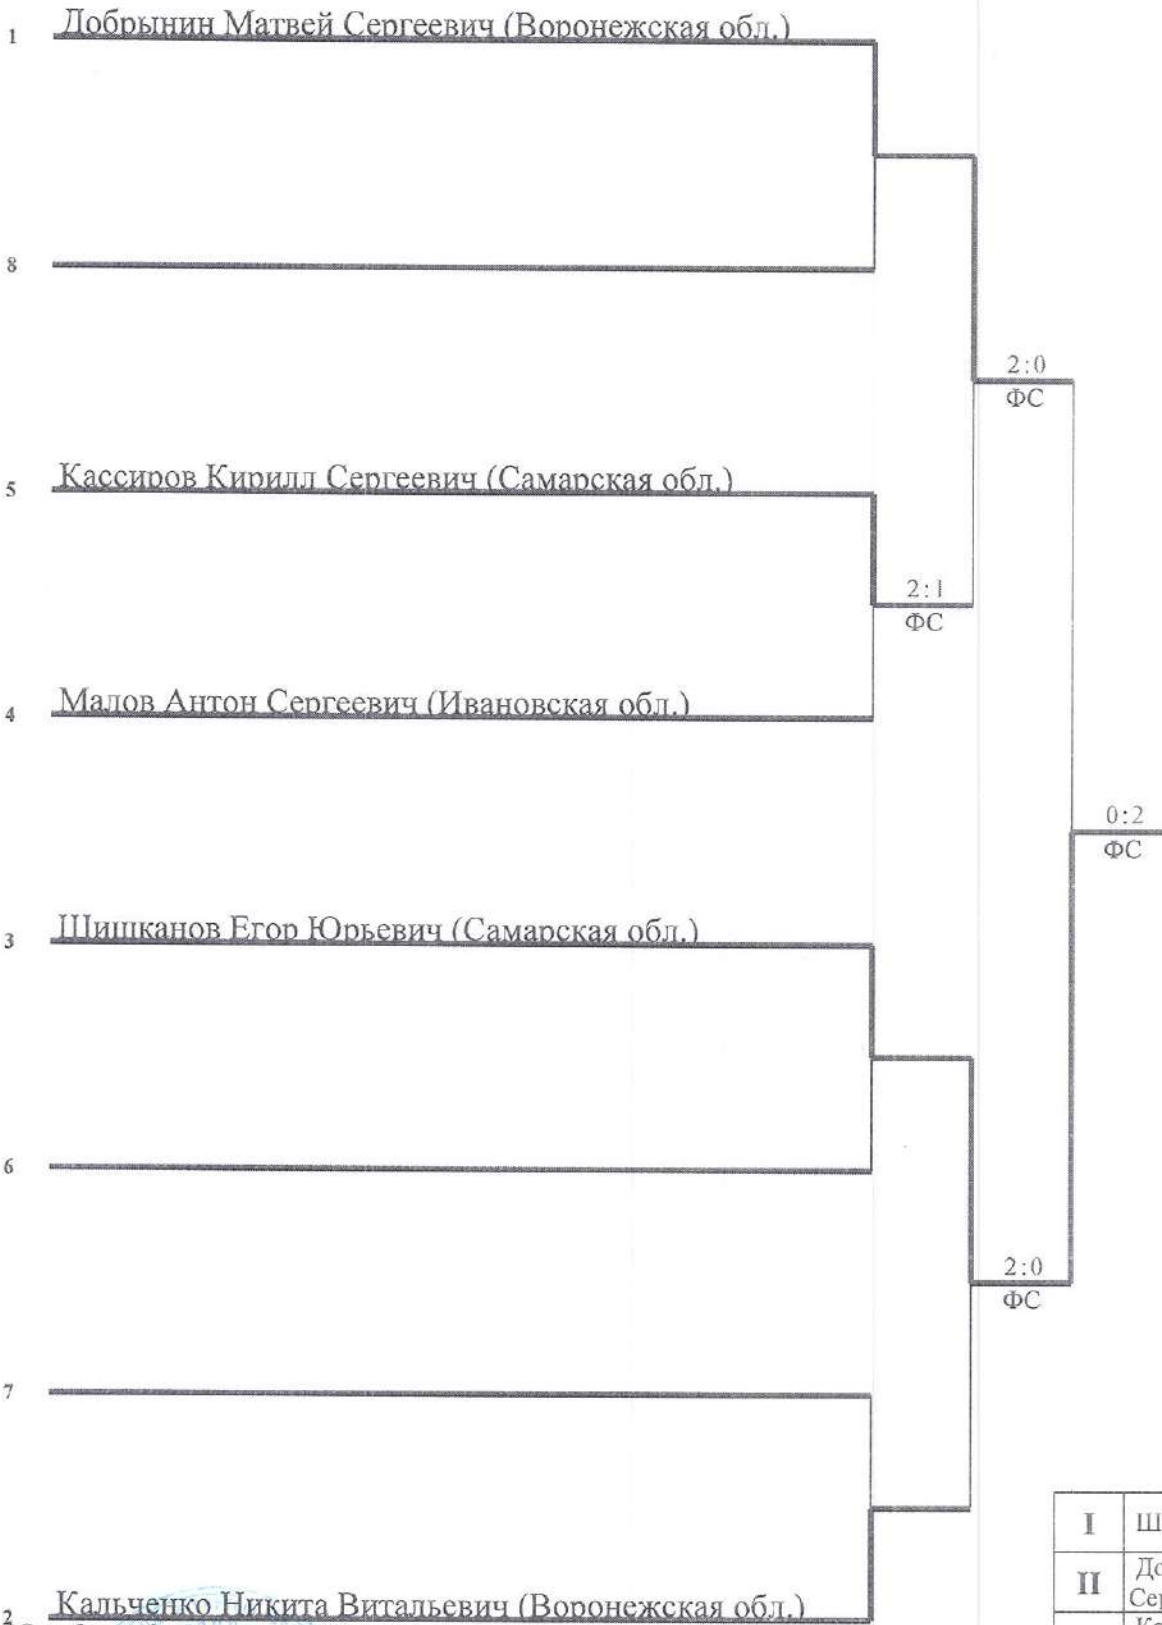 1 Добрынин Матвей Сергеевич (Воронежская обл.)
8
2:0
ФС
5 Кассиров Кирилл Сергеевич (Самарская обл.)
2:1
ФС
4 Малов Антон Сергеевич (Ивановская обл.)
0:2
ФС
3 Шишканов Егор Юрьевич (Самарская обл.)
6
2:0
ФС
7
I
II
2 Кальченко Никита Витальевич (Воронежская обл.)